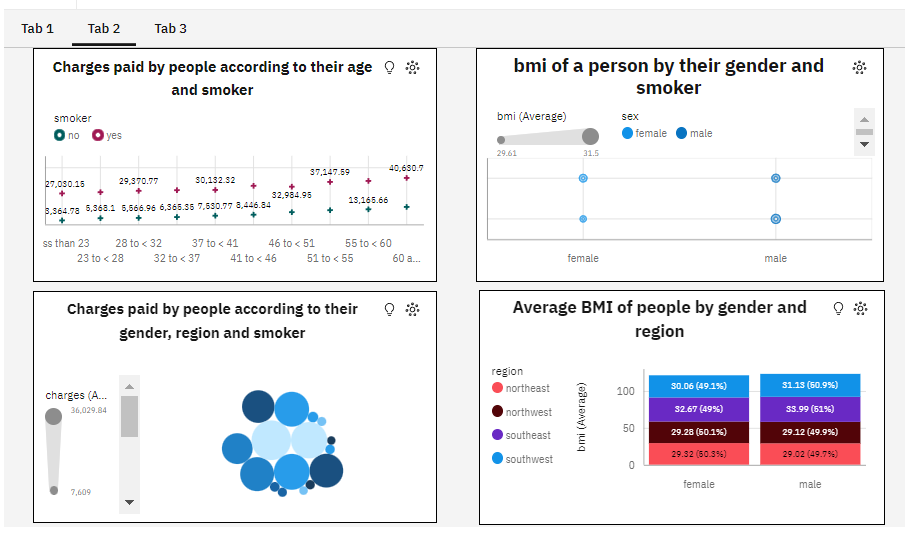 Tab 1 Tab 2 Tab 3
Charges paid by people according to their age
and smoker
smoker
no yes
27,030.15 29,370.77 30,132.32 37,147.59 40,630.7
32,984.95
3,364.78 5,368.1 5,566.96 6,365.35 7,530.77 8,446.84 13,165.66
ss than 23 28 to < 32 37 to < 41 46 to < 51 55 to < 60
23 to < 28 32 to < 37 41 to < 46 51 to < 55 60 a...
bmi of a person by their gender and
smoker
bmi (Average) sex
female male
29.61 31.5
female male
Charges paid by people according to their
gender, region and smoker
charges (A...
36,029.84
7,609
Average BMI of people by gender and
region
region
northeast
northwest
southeast
southwest
bmi (Average)
100
50
0
30.06 (49.1%) 31.13 (50.9%)
32.67 (49%) 33.99 (51%)
29.28 (50.1%) 29.12 (49.9%)
29.32 (50.3%) 29.02 (49.7%)
female male